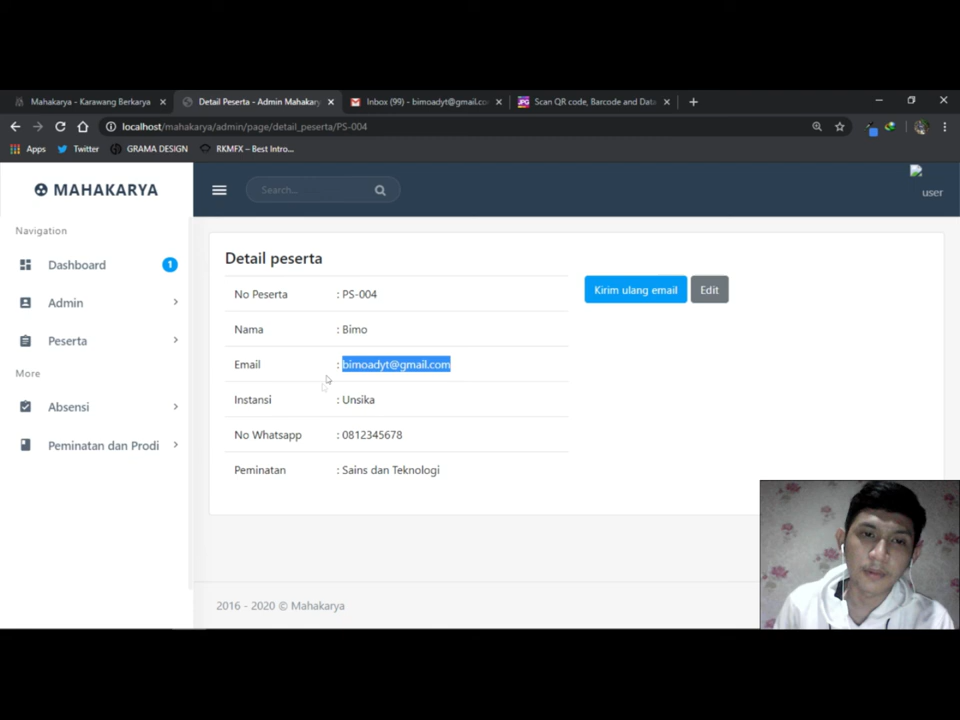 Mahakarya - Karawang Berkarya
Detail Peserta - Admin Mahakary
Inbox (99) - bimoadyt@gmail.co
JPG
Scan QR code, Barcode and Data
localhost/mahakarya/admin/page/detail_peserta/PS-004
Apps
Twitter
GRAMA DESIGN
RKMFX – Best Intro...
MAHAKARYA
Search...
user
Navigation
Dashboard
1
Admin
Peserta
More
Absensi
Peminatan dan Prodi
Detail peserta
No Peserta : PS-004
Nama : Bimo
Email : bimoadyt@gmail.com
Instansi : Unsika
No Whatsapp : 0812345678
Peminatan : Sains dan Teknologi
Kirim ulang email
Edit
2016 - 2020 © Mahakarya